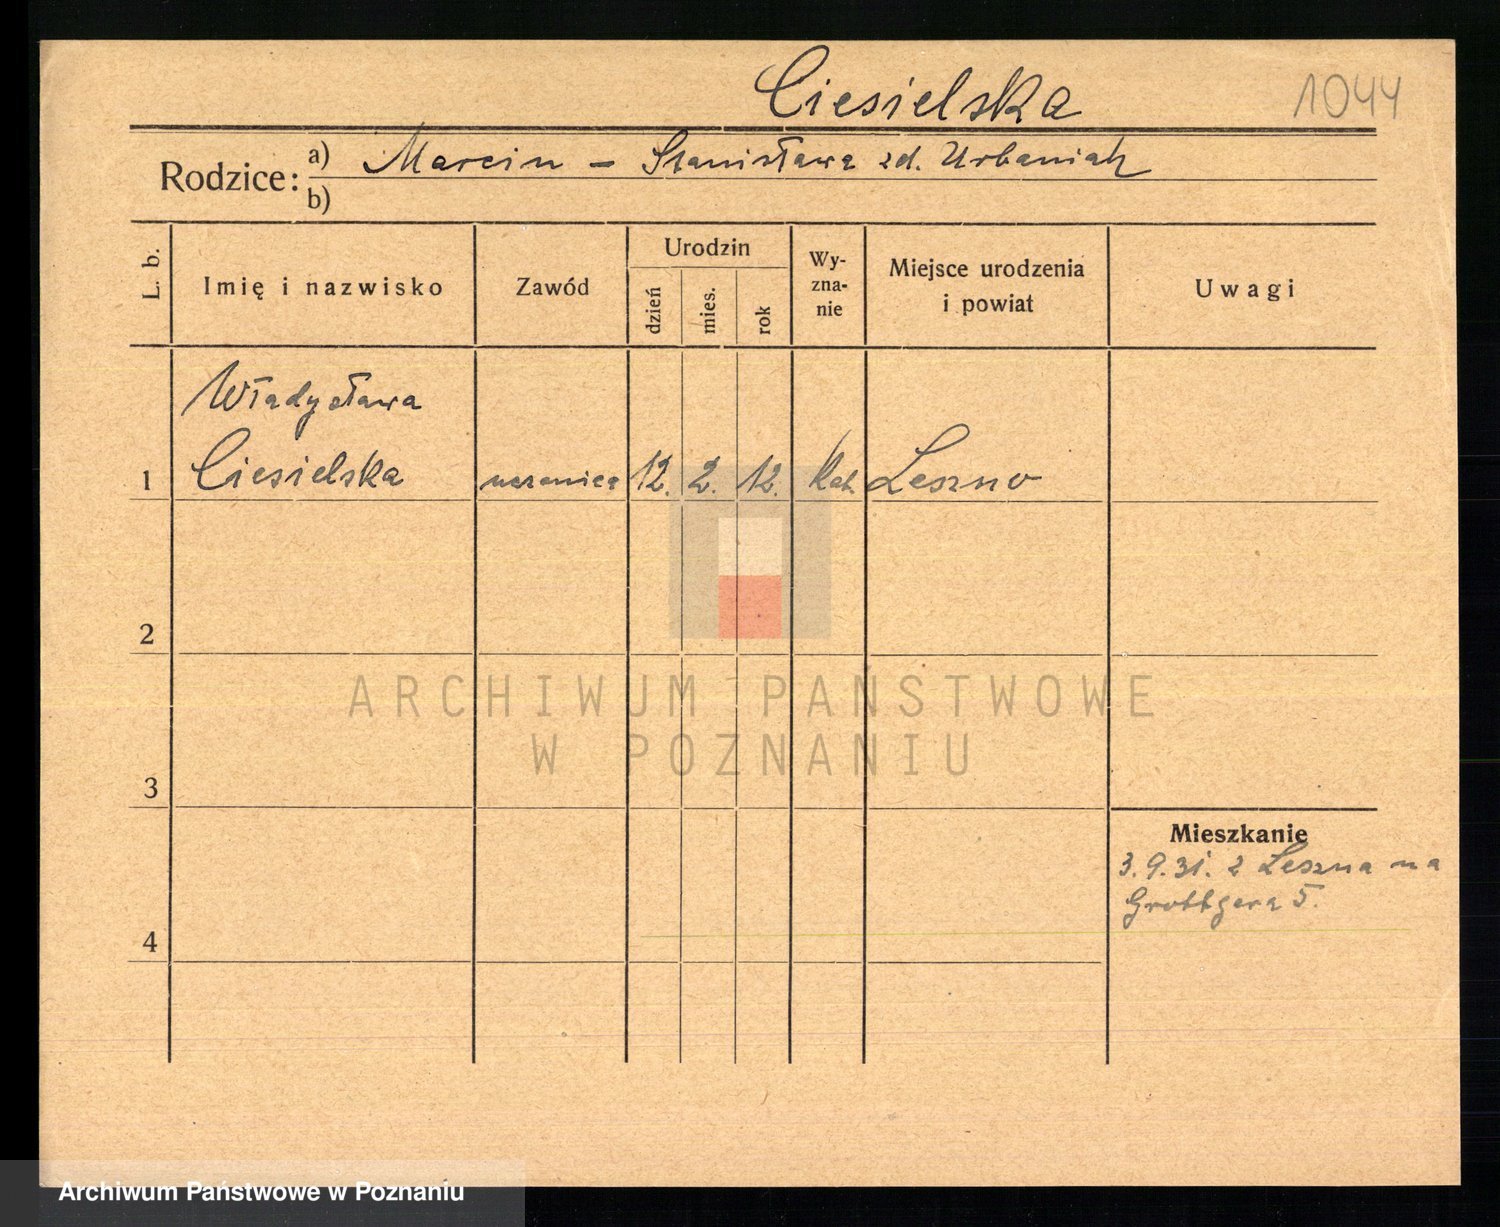 Ciesielska
1044
Rodzice: a) Marcin – Stanisława zd. Urbaniak
b)
L. b.
Imię i nazwisko
Zawód
Urodzin
dzień
mies.
rok
Wy-
zna-
nie
Miejsce urodzenia
i powiat
Uwagi
Władysława
1 Ciesielska uczenica 12. 2. 12. Kat. Leszno
2
ARCHIWUM PAŃSTWOWE
W POZNANIU
3
Mieszkanie
3.9.31. z Leszna na
Grottgera 5.
4
Archiwum Państwowe w Poznaniu